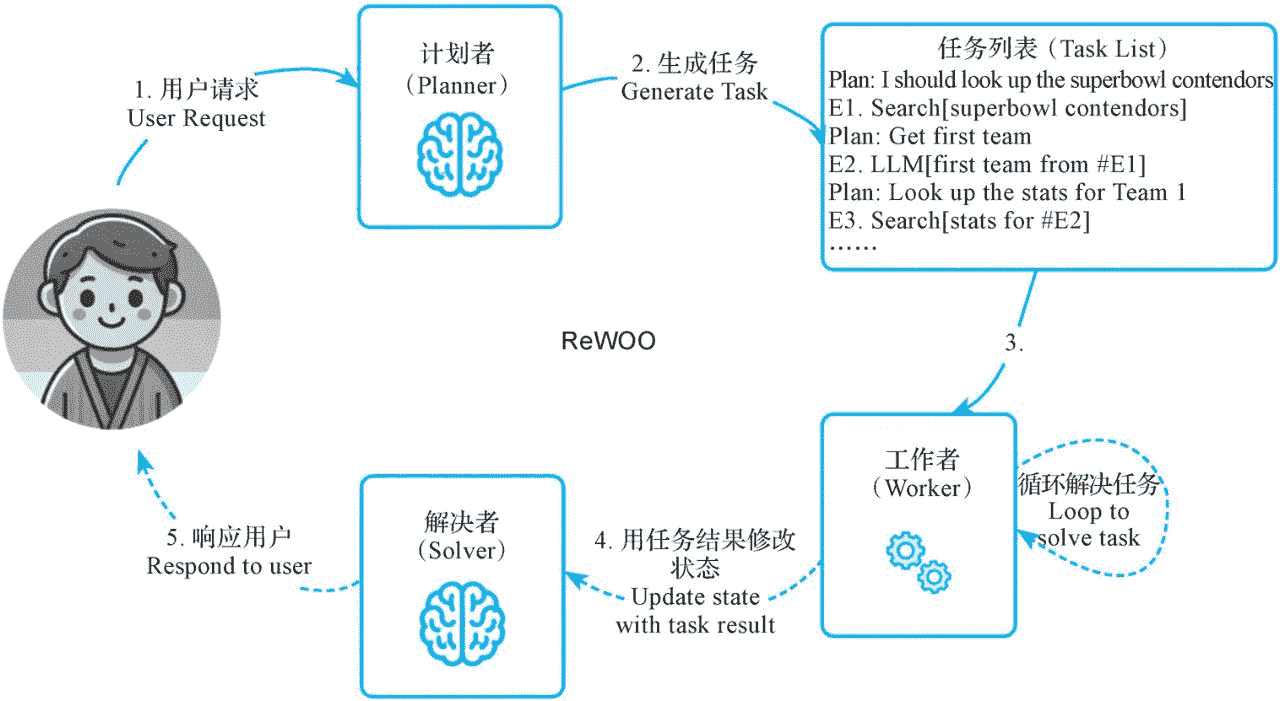 1. 用户请求
User Request
计划者
（Planner）
2. 生成任务
Generate Task
任务列表（Task List）
Plan: I should look up the superbowl contendors
E1. Search[superbowl contendors]
Plan: Get first team
E2. LLM[first team from #E1]
Plan: Look up the stats for Team 1
E3. Search[stats for #E2]
……
ReWOO
3.
工作者
（Worker）
循环解决任务
Loop to
solve task
4. 用任务结果修改
状态
Update state
with task result
解决者
（Solver）
5. 响应用户
Respond to user